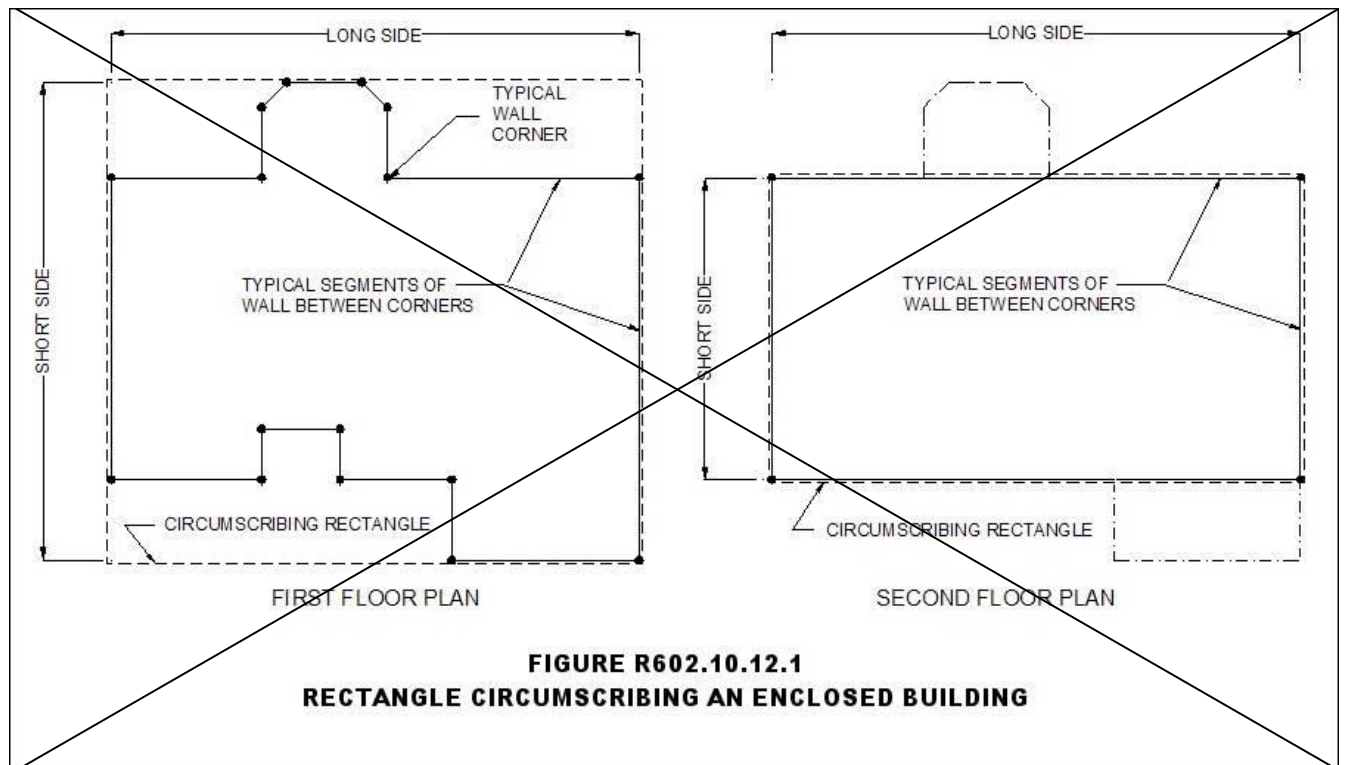 LONG SIDE
TYPICAL
WALL
CORNER
TYPICAL SEGMENTS OF
WALL BETWEEN CORNERS
SHORT SIDE
CIRCUMSCRIBING RECTANGLE
FIRST FLOOR PLAN
LONG SIDE
TYPICAL SEGMENTS OF
WALL BETWEEN CORNERS
SHORT SIDE
CIRCUMSCRIBING RECTANGLE
SECOND FLOOR PLAN
FIGURE R602.10.12.1
RECTANGLE CIRCUMSCRIBING AN ENCLOSED BUILDING